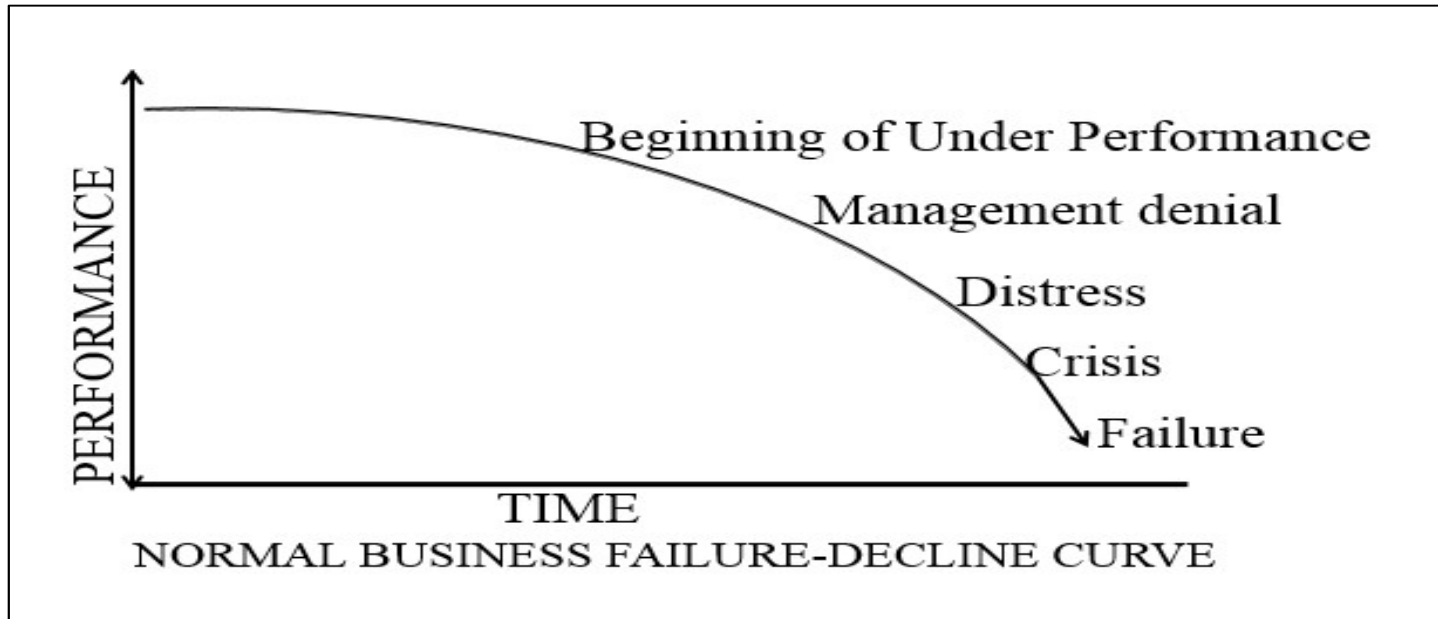 PERFORMANCE
Beginning of Under Performance
Management denial
Distress
Crisis
Failure
TIME
NORMAL BUSINESS FAILURE-DECLINE CURVE